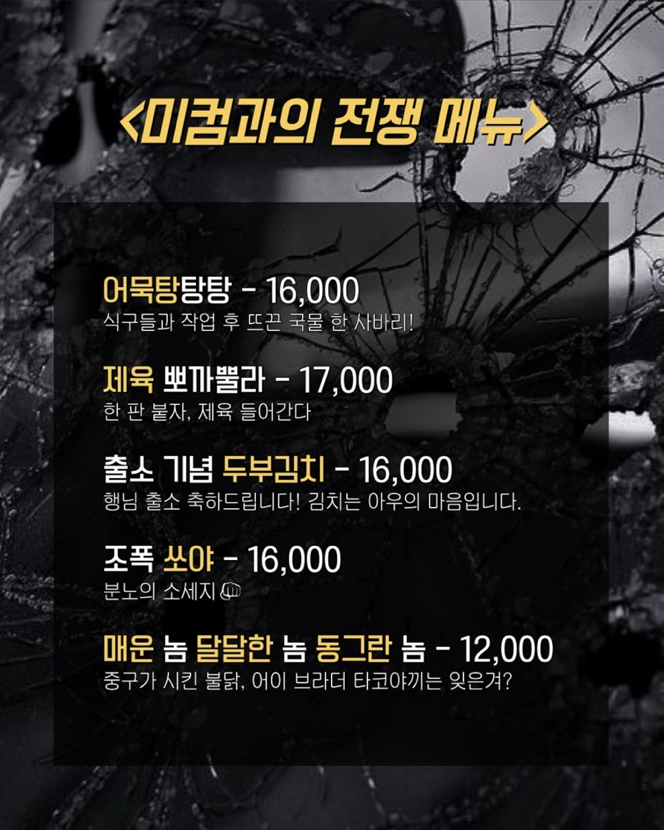 <미컴과의 전쟁 메뉴>
어묵탕탕탕 - 16,000
식구들과 작업 후 뜨끈 국물 한 사바리!
제육 뽀까뿔라 - 17,000
한 판 붙자, 제육 들어간다
출소 기념 두부김치 - 16,000
행님 출소 축하드립니다! 김치는 아우의 마음입니다.
조폭 쏘야 - 16,000
분노의 소세지👊
매운 놈 달달한 놈 동그란 놈 - 12,000
중구가 시킨 불닭, 어이 브라더 타코야끼는 잊은겨?